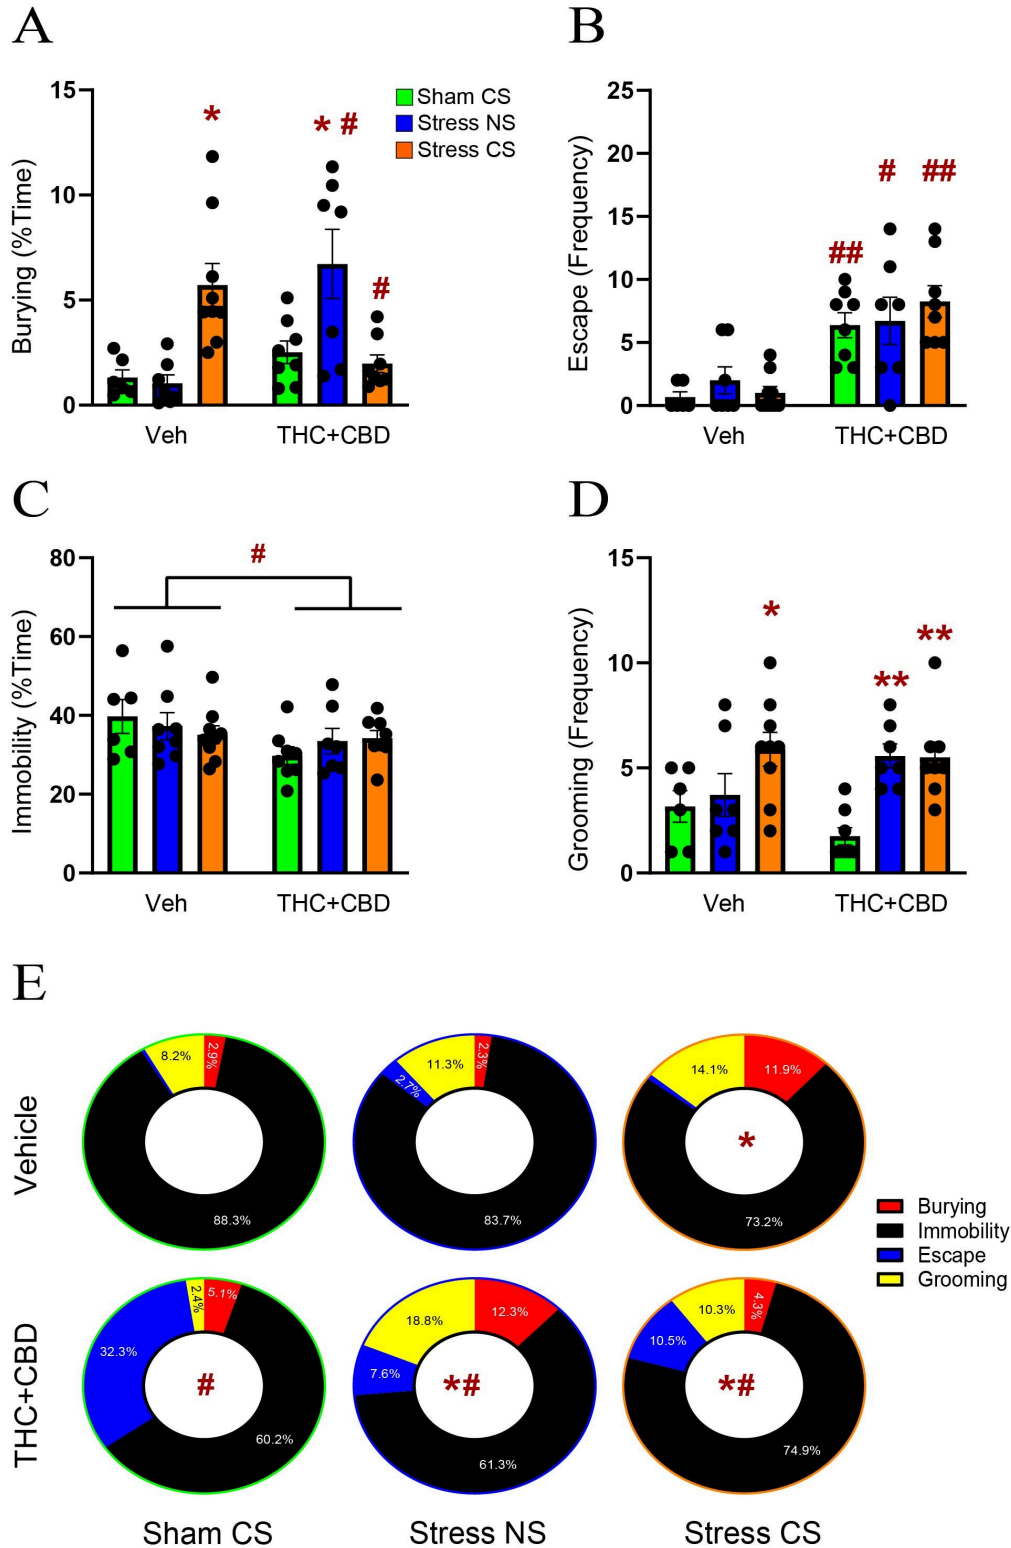 A
B
15
10
5
0
Burying (%Time)
* 
* #
#
Sham CS
Stress NS
Stress CS
Veh
THC+CBD
25
20
15
10
5
0
Escape (Frequency)
##
#
##
Veh
THC+CBD
C
D
80
60
40
20
0
Immobility (%Time)
#
Veh
THC+CBD
15
10
5
0
Grooming (Frequency)
*
**
**
Veh
THC+CBD
E
Vehicle
8.2%
2.9%
88.3%
11.3%
2.3%
2.7%
83.7%
14.1%
11.9%
*
73.2%
Burying
Immobility
Escape
Grooming
THC+CBD
2.4%
5.1%
32.3%
#
60.2%
18.8%
12.3%
7.6%
*#
61.3%
10.3%
4.3%
10.5%
*#
74.9%
Sham CS
Stress NS
Stress CS